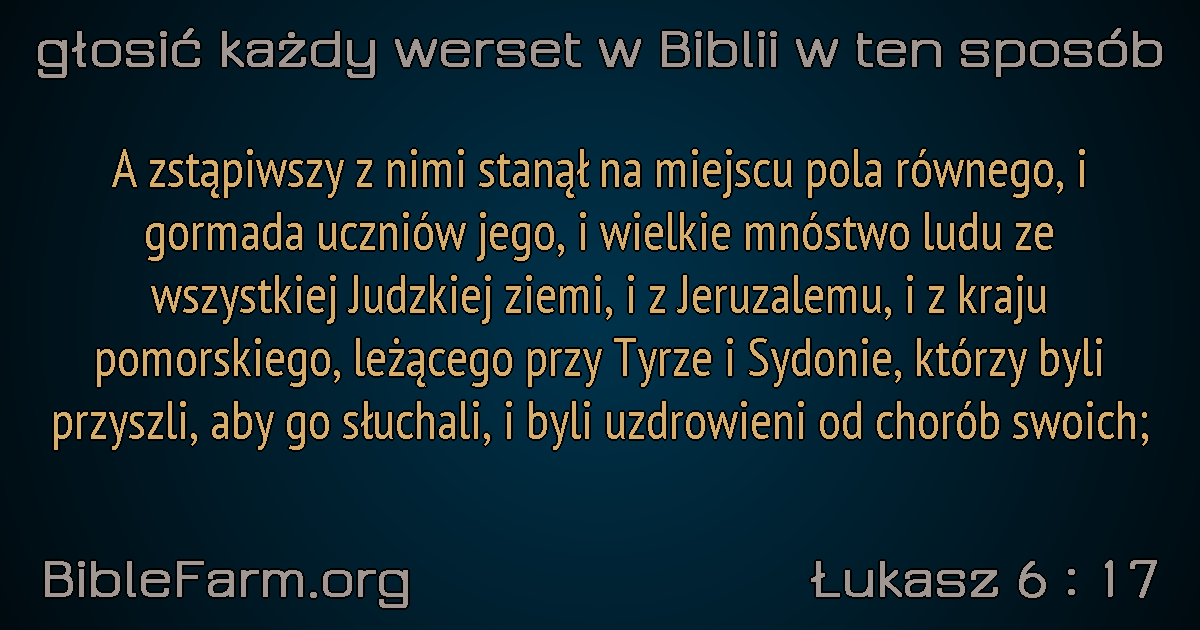 głosić każdy werset w Biblii w ten sposób
A zstąpiwszy z nimi stanął na miejscu pola równego, i
gormada uczniów jego, i wielkie mnóstwo ludu ze
wszystkiej Judzkiej ziemi, i z Jeruzalemu, i z kraju
pomorskiego, leżącego przy Tyrze i Sydonie, którzy byli
przyszli, aby go słuchali, i byli uzdrowieni od chorób swoich;
BibleFarm.org
Łukasz 6 : 17